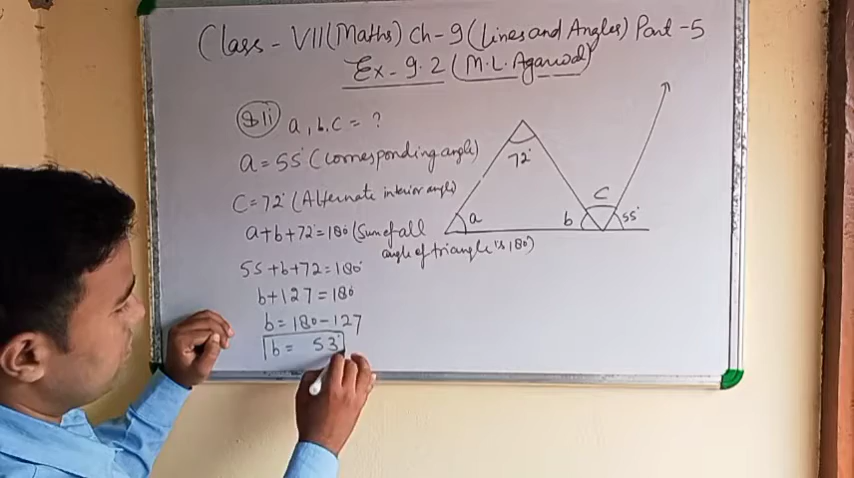 Class - VII (Maths) Ch-9 (Lines and Angles) Part -5
Ex - 9.2 (M.L. Agarwal)
Q 11 a, b, c = ?
a = 55° (Corresponding angle)
C = 72° (Alternate interior angle)
a+b+72° = 180 (Sum of all
angle of triangle is 180)
55+b+72 = 180°
b+127 = 180
b = 180-127
b = 53°
72°
a
b
C
55°